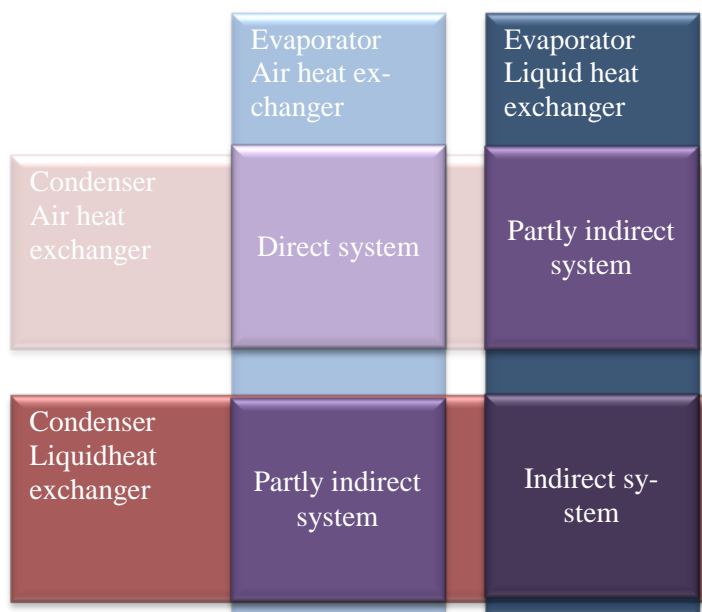 Evaporator
Air heat ex-
changer
Evaporator
Liquid heat
exchanger
Condenser
Air heat
exchanger
Direct system
Partly indirect
system
Condenser
Liquidheat
exchanger
Partly indirect
system
Indirect sy-
stem